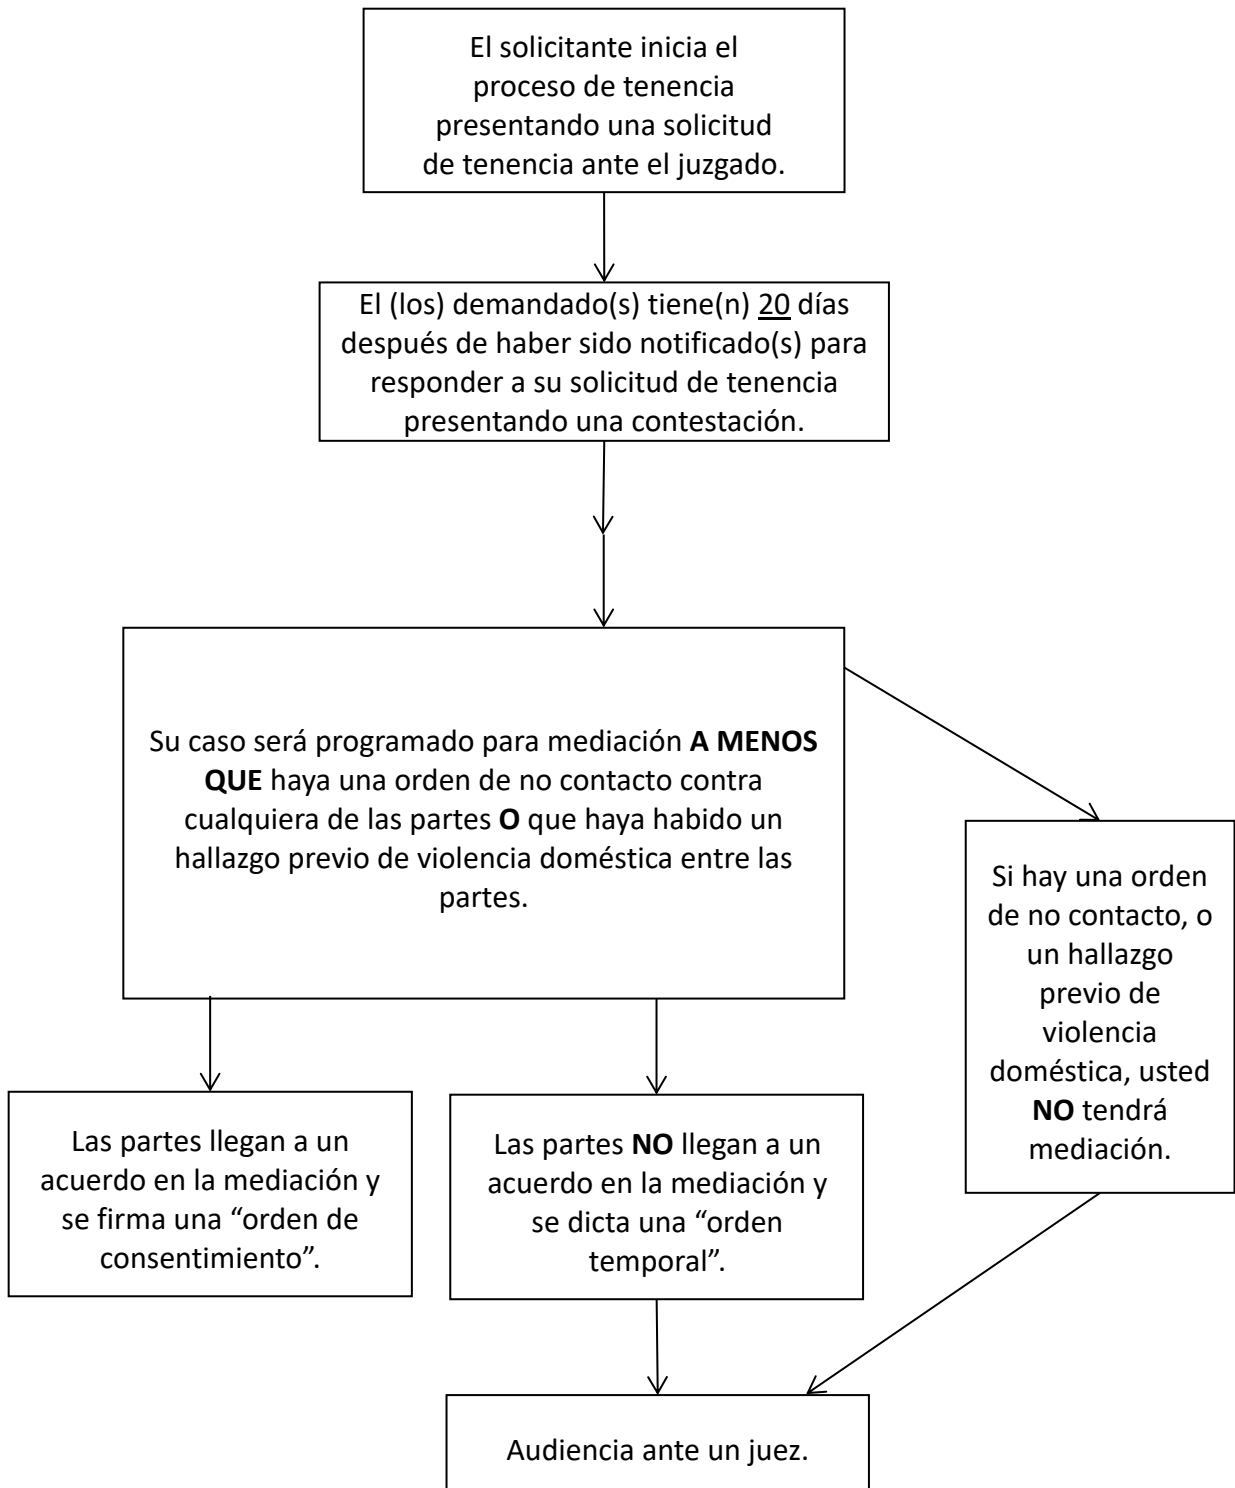 El solicitante inicia el
proceso de tenencia
presentando una solicitud
de tenencia ante el juzgado.
El (los) demandado(s) tiene(n) 20 días
después de haber sido notificado(s) para
responder a su solicitud de tenencia
presentando una contestación.
Su caso será programado para mediación A MENOS
QUE haya una orden de no contacto contra
cualquiera de las partes O que haya habido un
hallazgo previo de violencia doméstica entre las
partes.
Si hay una orden
de no contacto, o
un hallazgo
previo de
violencia
doméstica, usted
NO tendrá
mediación.
Las partes llegan a un
acuerdo en la mediación y
se firma una “orden de
consentimiento”.
Las partes NO llegan a un
acuerdo en la mediación y
se dicta una “orden
temporal”.
Audiencia ante un juez.